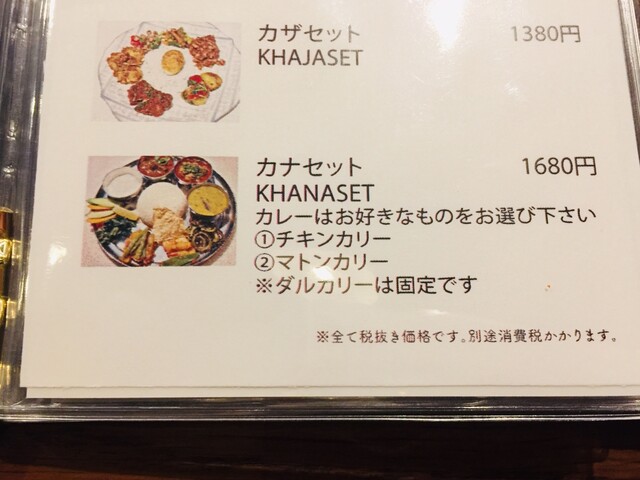 カザセット 1380円
KHAJASET
カナセット 1680円
KHANASET
カレーはお好きなものをお選び下さい
①チキンカリー
②マトンカリー
※ダルカリーは固定です
※全て税抜き価格です。別途消費税かかります。